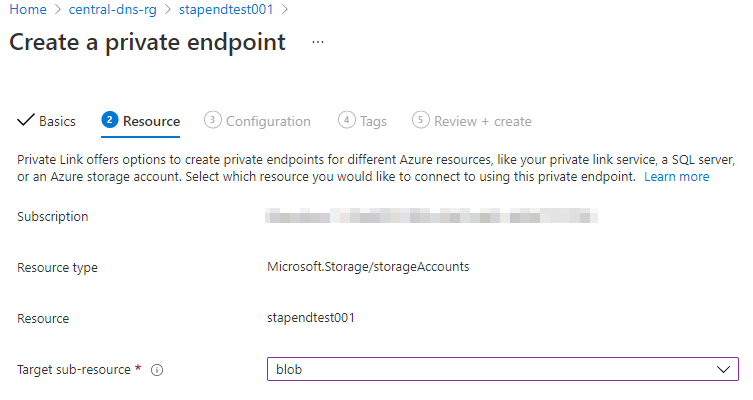 Home > central-dns-rg > stapendtest001 >
Create a private endpoint ...
Basics 2 Resource 3 Configuration 4 Tags 5 Review + create
Private Link offers options to create private endpoints for different Azure resources, like your private link service, a SQL server,
or an Azure storage account. Select which resource you would like to connect to using this private endpoint. Learn more
Subscription
Resource type Microsoft.Storage/storageAccounts
Resource stapendtest001
Target sub-resource * blob